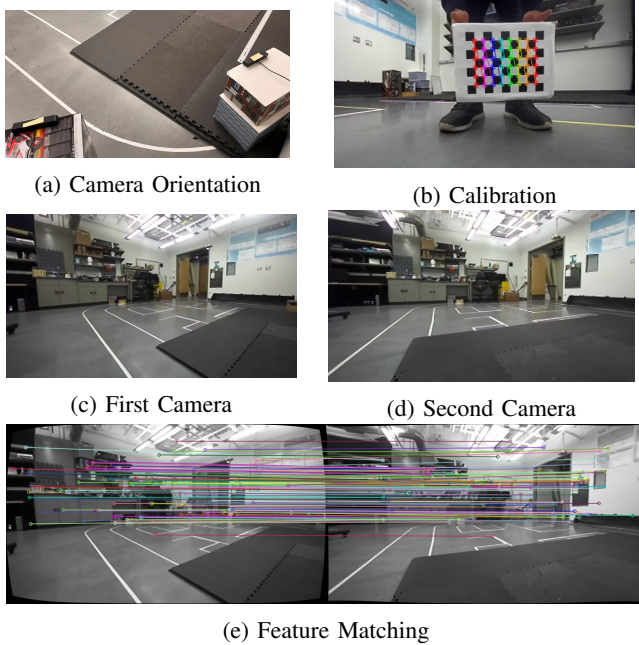 (a) Camera Orientation
(b) Calibration
(c) First Camera
(d) Second Camera
(e) Feature Matching